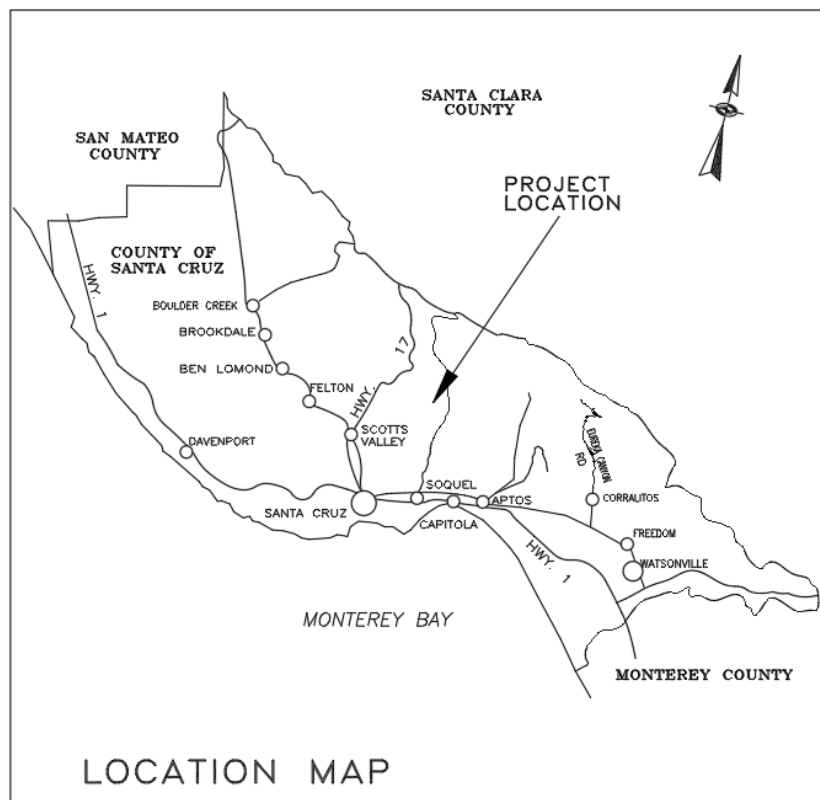 SANTA CLARA
COUNTY
SAN MATEO
COUNTY
PROJECT
LOCATION
COUNTY OF
SANTA CRUZ
HWY. 1
BOULDER CREEK
BROOKDALE
HWY. 17
BEN LOMOND
FELTON
SCOTTS
VALLEY
DAVENPORT
EUREKA CANYON
RD
SOQUEL
SANTA CRUZ
CAPITOLA
APTOS
CORRALITOS
FREEDOM
HWY. 1
WATSONVILLE
MONTEREY BAY
MONTEREY COUNTY
LOCATION MAP